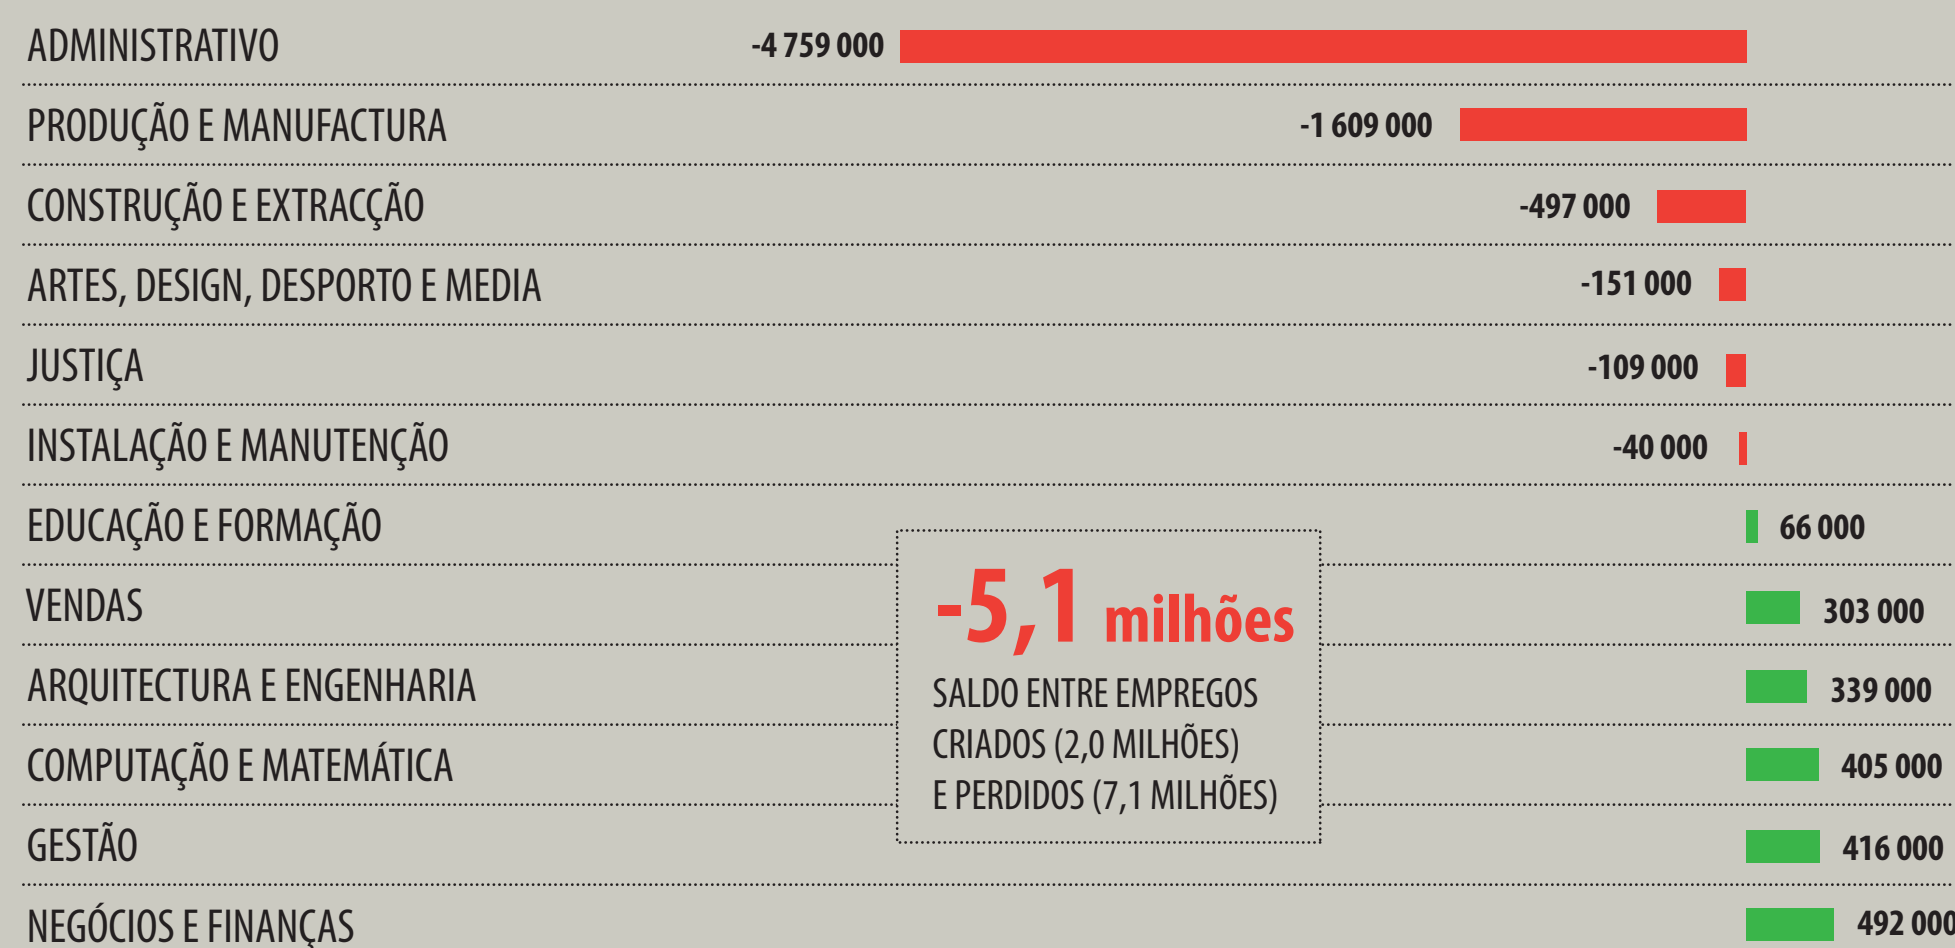 ADMINISTRATIVO -4 759 000
PRODUÇÃO E MANUFACTURA -1 609 000
CONSTRUÇÃO E EXTRACÇÃO -497 000
ARTES, DESIGN, DESPORTO E MEDIA -151 000
JUSTIÇA -109 000
INSTALAÇÃO E MANUTENÇÃO -40 000
EDUCAÇÃO E FORMAÇÃO 66 000
VENDAS 303 000
ARQUITECTURA E ENGENHARIA 339 000
COMPUTAÇÃO E MATEMÁTICA 405 000
GESTÃO 416 000
NEGÓCIOS E FINANÇAS 492 000
-5,1 milhões
SALDO ENTRE EMPREGOS
CRIADOS (2,0 MILHÕES)
E PERDIDOS (7,1 MILHÕES)